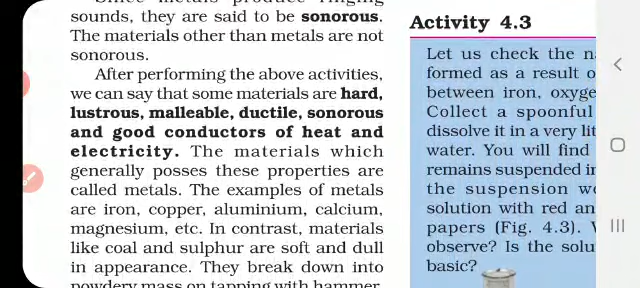 sounds, they are said to be sonorous.
The materials other than metals are not
sonorous.
After performing the above activities,
we can say that some materials are hard,
lustrous, malleable, ductile, sonorous
and good conductors of heat and
electricity. The materials which
generally posses these properties are
called metals. The examples of metals
are iron, copper, aluminium, calcium,
magnesium, etc. In contrast, materials
like coal and sulphur are soft and dull
in appearance. They break down into
powdery mass on tapping with hammer.
Activity 4.3
Let us check the
formed as a result
between iron,
Collect a spoonful
dissolve it in a very
water. You will find
remains suspended
the suspension
solution with red
papers (Fig. 4.3).
observe? Is the
basic?